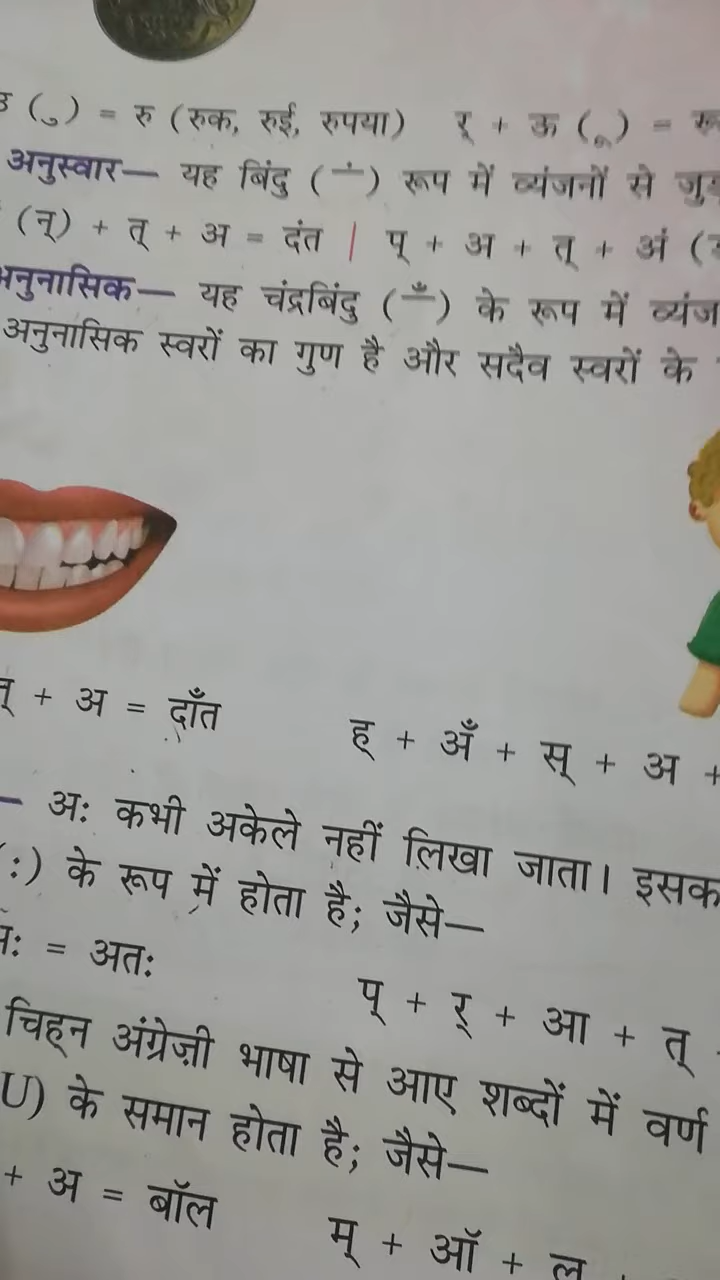 उ (ु) = रु (रुक, रुई, रुपया) र् + ऊ (ू) =
अनुस्वार— यह बिंदु (ं) रूप में व्यंजनों से
(न्) + त् + अ = दंत | प् + अ + त् + अं
अनुनासिक— यह चंद्रबिंदु (ँ) के रूप में
अनुनासिक स्वरों का गुण है और सदैव स्वरों के
+ अ = दाँत ह् + अँ + स् + अ +
— अः कभी अकेले नहीं लिखा जाता। इसक
(ः) के रूप में होता है; जैसे—
= अतः प् + र् + आ + त्
चिह्न अंग्रेज़ी भाषा से आए शब्दों में वर्ण
U) के समान होता है; जैसे—
+ अ = बॉल म् + ऑ + ल